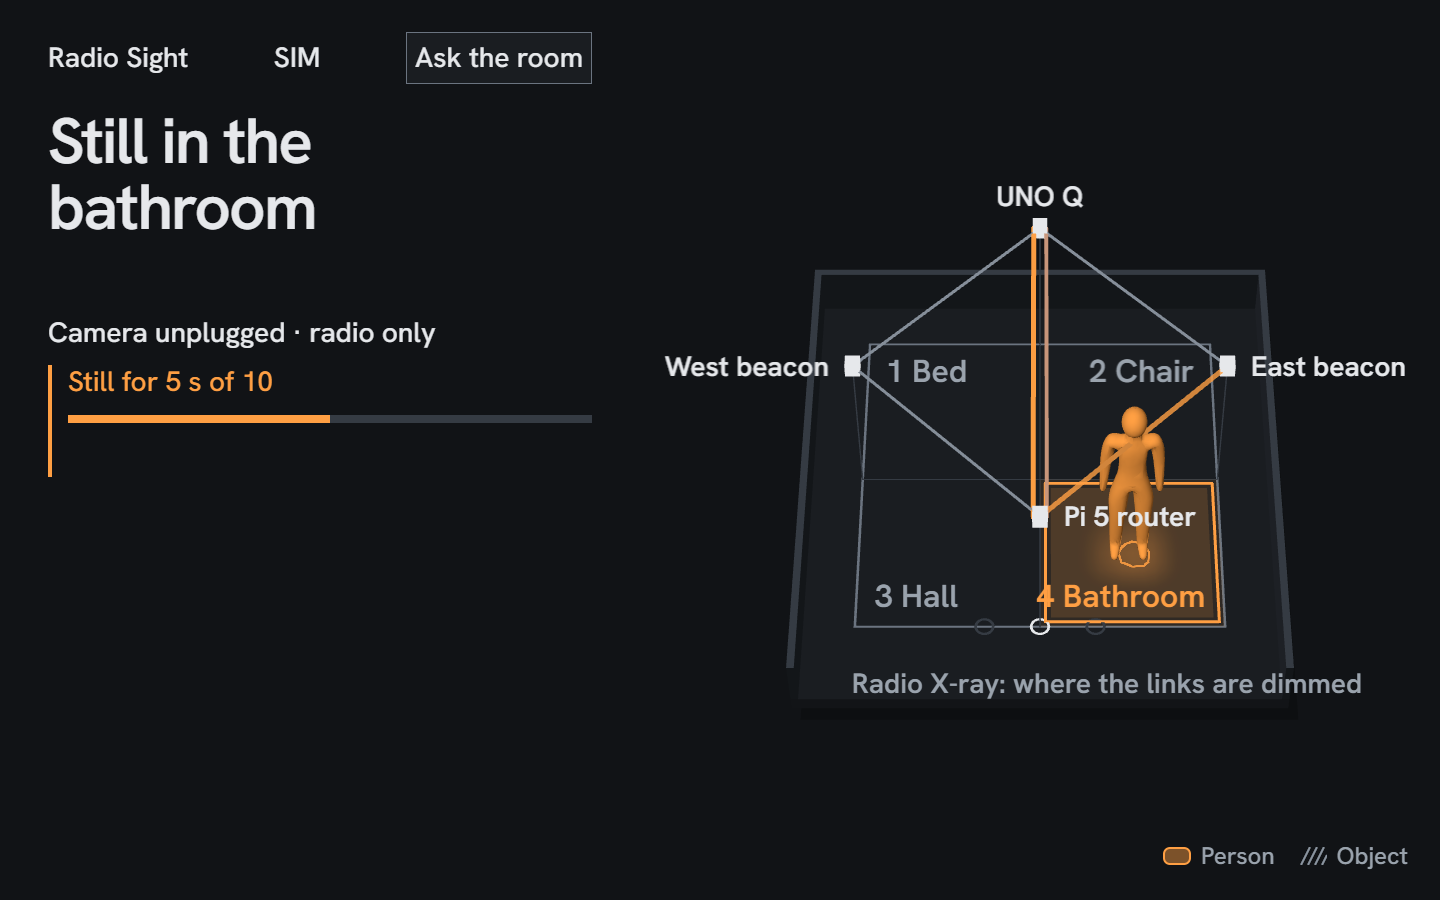 Radio Sight
SIM
Ask the room
Still in the
bathroom
Camera unplugged · radio only
Still for 5 s of 10
UNO Q
West beacon
1 Bed
2 Chair
East beacon
Pi 5 router
3 Hall
4 Bathroom
Radio X-ray: where the links are dimmed
Person
Object